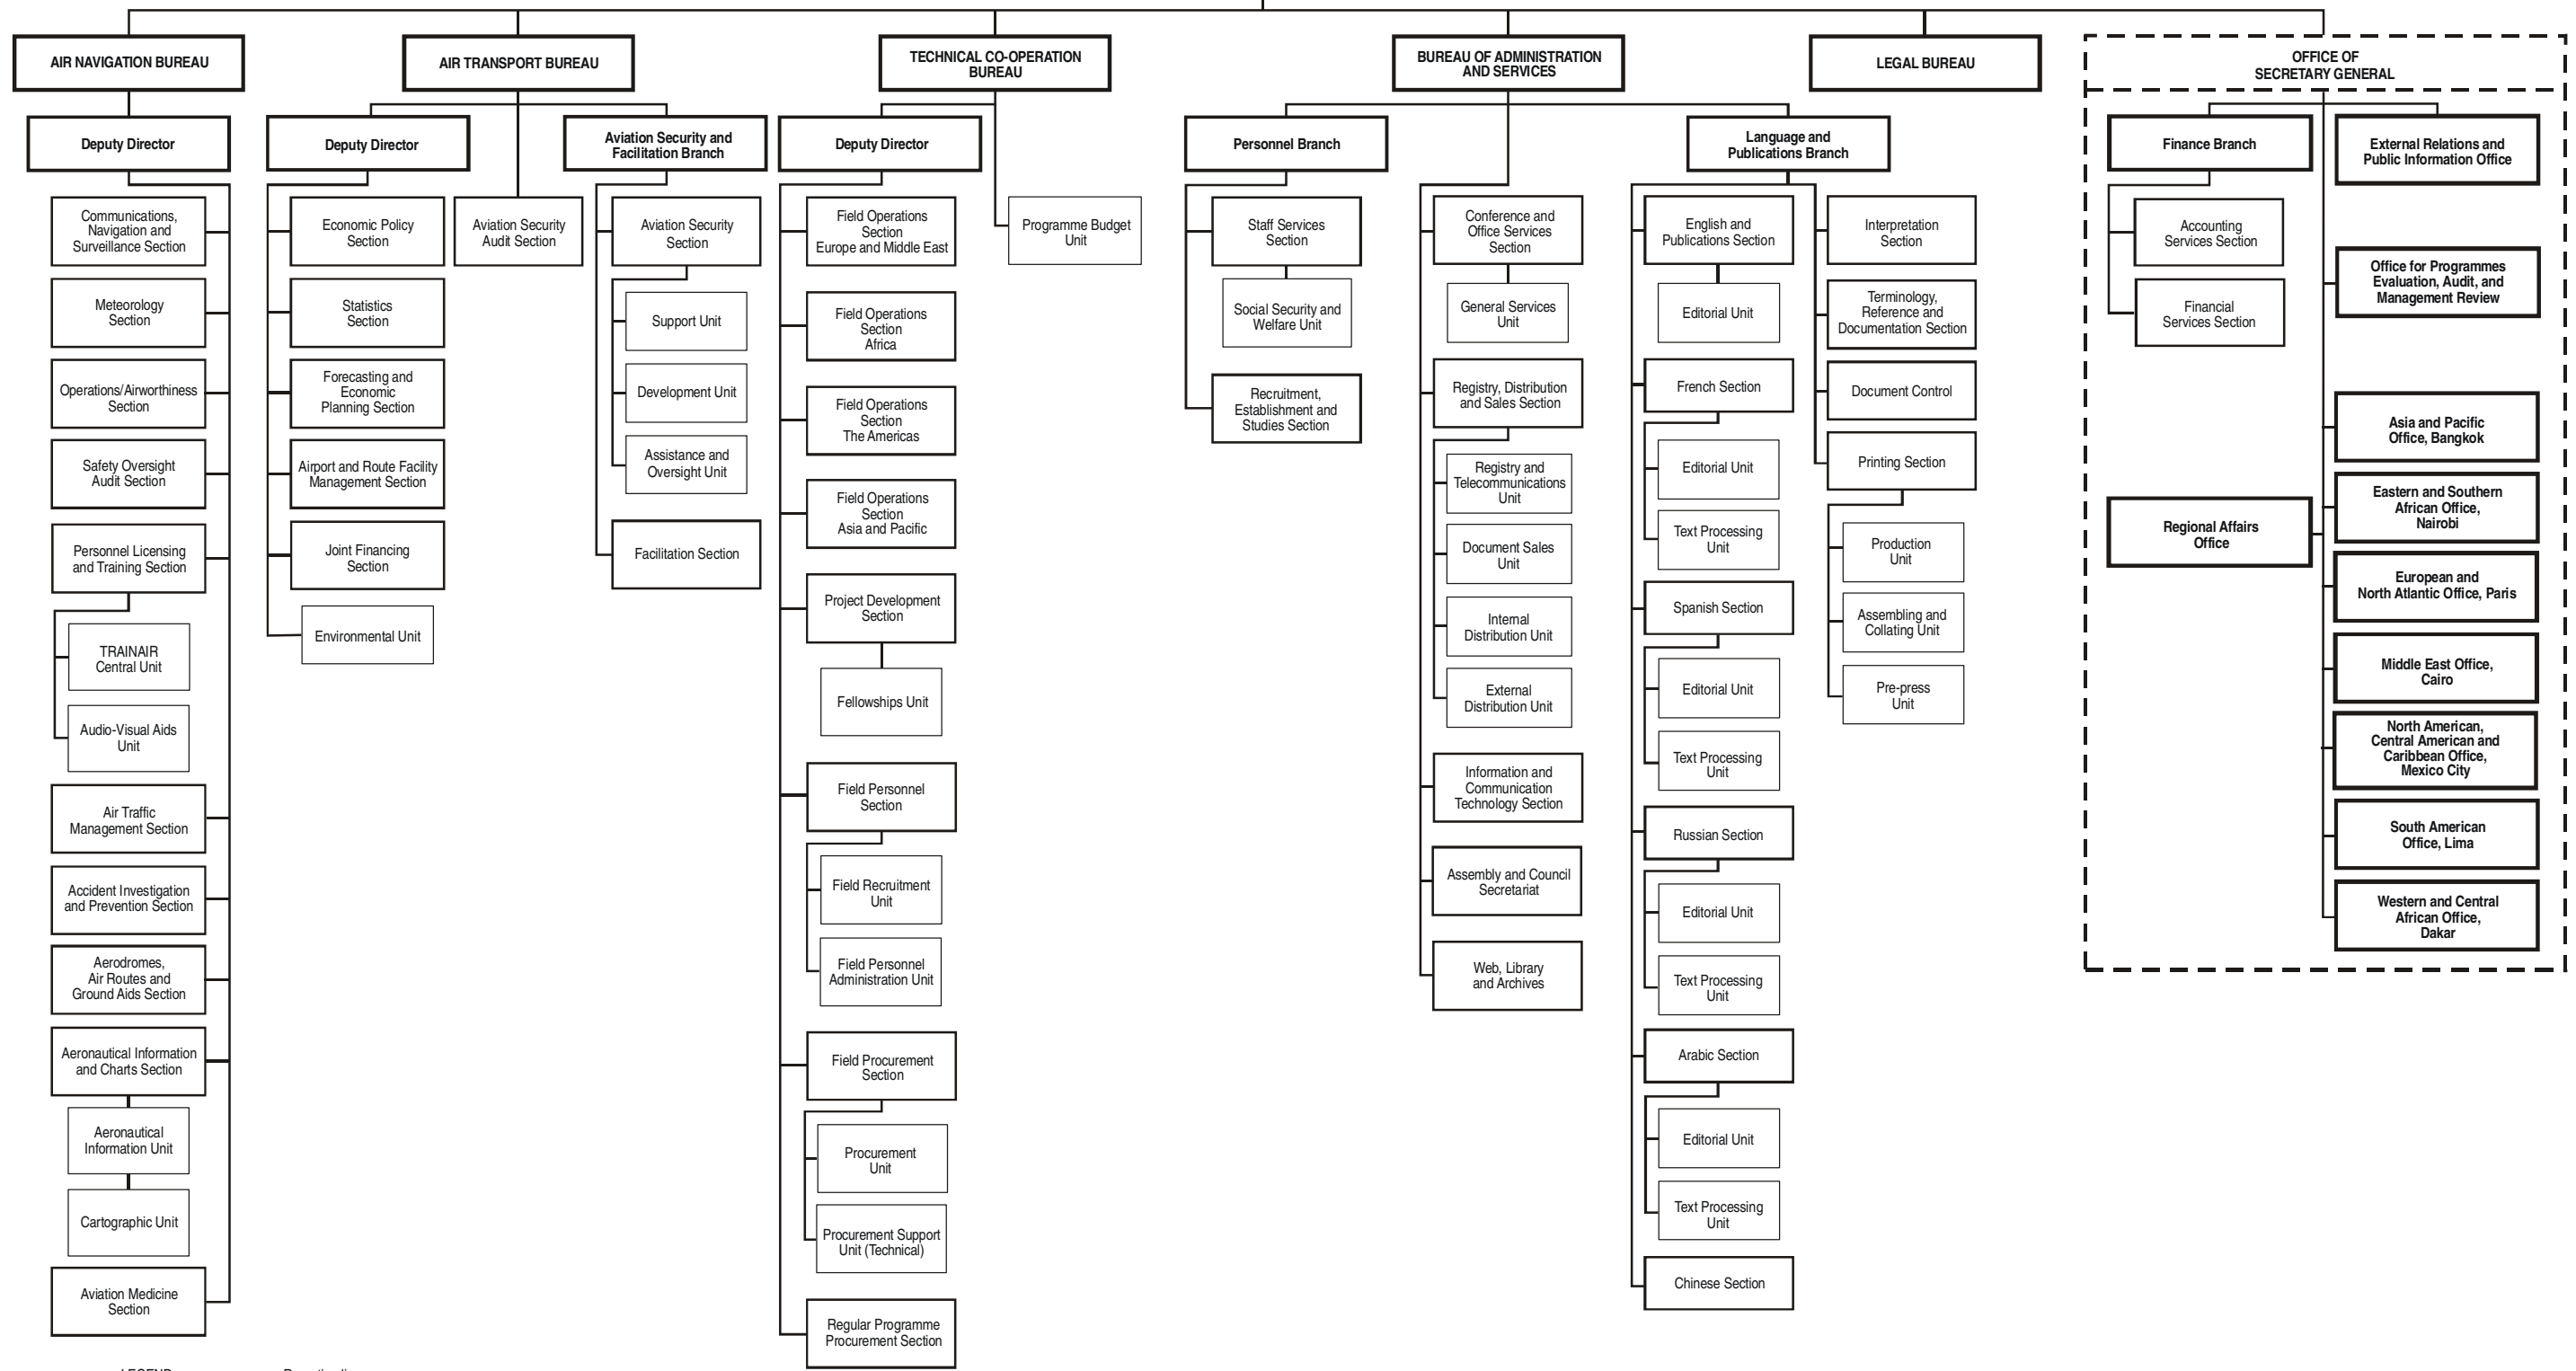 AIR NAVIGATION BUREAU
Deputy Director
Communications,
Navigation and
Surveillance Section
Meteorology
Section
Operations/Airworthiness
Section
Safety Oversight
Audit Section
Personnel Licensing
and Training Section
TRAINAIR
Central Unit
Audio-Visual Aids
Unit
Air Traffic
Management Section
Accident Investigation
and Prevention Section
Aerodromes,
Air Routes and
Ground Aids Section
Aeronautical Information
and Charts Section
Aeronautical
Information Unit
Cartographic Unit
Aviation Medicine
Section
AIR TRANSPORT BUREAU
Deputy Director
Economic Policy
Section
Statistics
Section
Forecasting and
Economic
Planning Section
Airport and Route Facility
Management Section
Joint Financing
Section
Environmental Unit
Aviation Security
Audit Section
Aviation Security and
Facilitation Branch
Aviation Security
Section
Support Unit
Development Unit
Assistance and
Oversight Unit
Facilitation Section
TECHNICAL CO-OPERATION
BUREAU
Deputy Director
Field Operations
Section
Europe and Middle East
Field Operations
Section
Africa
Field Operations
Section
The Americas
Field Operations
Section
Asia and Pacific
Project Development
Section
Fellowships Unit
Field Personnel
Section
Field Recruitment
Unit
Field Personnel
Administration Unit
Field Procurement
Section
Procurement
Unit
Procurement Support
Unit (Technical)
Regular Programme
Procurement Section
Programme Budget
Unit
BUREAU OF ADMINISTRATION
AND SERVICES
Personnel Branch
Staff Services
Section
Social Security and
Welfare Unit
Recruitment,
Establishment and
Studies Section
Conference and
Office Services
Section
General Services
Unit
Registry, Distribution
and Sales Section
Registry and
Telecommunications
Unit
Document Sales
Unit
Internal
Distribution Unit
External
Distribution Unit
Information and
Communication
Technology Section
Assembly and Council
Secretariat
Web, Library
and Archives
Language and
Publications Branch
English and
Publications Section
Editorial Unit
French Section
Editorial Unit
Text Processing
Unit
Spanish Section
Editorial Unit
Text Processing
Unit
Russian Section
Editorial Unit
Text Processing
Unit
Arabic Section
Editorial Unit
Text Processing
Unit
Chinese Section
Interpretation
Section
Terminology,
Reference and
Documentation Section
Document Control
Printing Section
Production
Unit
Assembling and
Collating Unit
Pre-press
Unit
LEGAL BUREAU
OFFICE OF
SECRETARY GENERAL
Finance Branch
Accounting
Services Section
Financial
Services Section
Regional Affairs
Office
External Relations and
Public Information Office
Office for Programmes
Evaluation, Audit, and
Management Review
Asia and Pacific
Office, Bangkok
Eastern and Southern
African Office,
Nairobi
European and
North Atlantic Office, Paris
Middle East Office,
Cairo
North American,
Central American and
Caribbean Office,
Mexico City
South American
Office, Lima
Western and Central
African Office,
Dakar